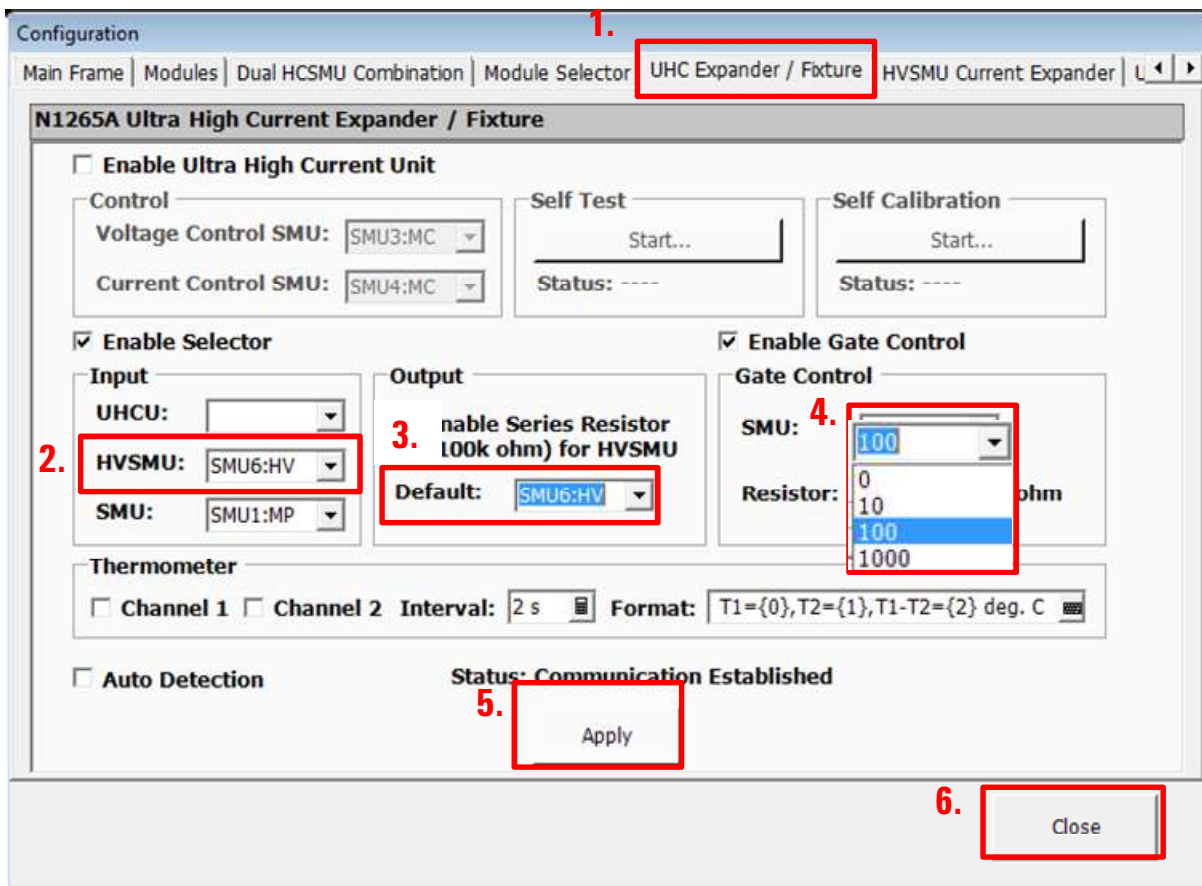 1.
Configuration
Main Frame Modules Dual HCSMU Combination Module Selector UHC Expander / Fixture HVSMU Current Expander
N1265A Ultra High Current Expander / Fixture
Enable Ultra High Current Unit
Control Self Test Self Calibration
Voltage Control SMU: SMU3:MC Start... Start...
Current Control SMU: SMU4:MC Status: ---- Status: ----
Enable Selector Enable Gate Control
Input Output Gate Control
UHCU: nable Series Resistor SMU: 4.
3. 100k ohm) for HVSMU 100
2. HVSMU: SMU6:HV
Default: SMU6:HV Resistor: 0 ohm
SMU: SMU1:MP 10
100
1000
Thermometer
Channel 1 Channel 2 Interval: 2 s Format: T1={0},T2={1},T1-T2={2} deg. C
Auto Detection Status: Communication Established
5.
Apply
6.
Close